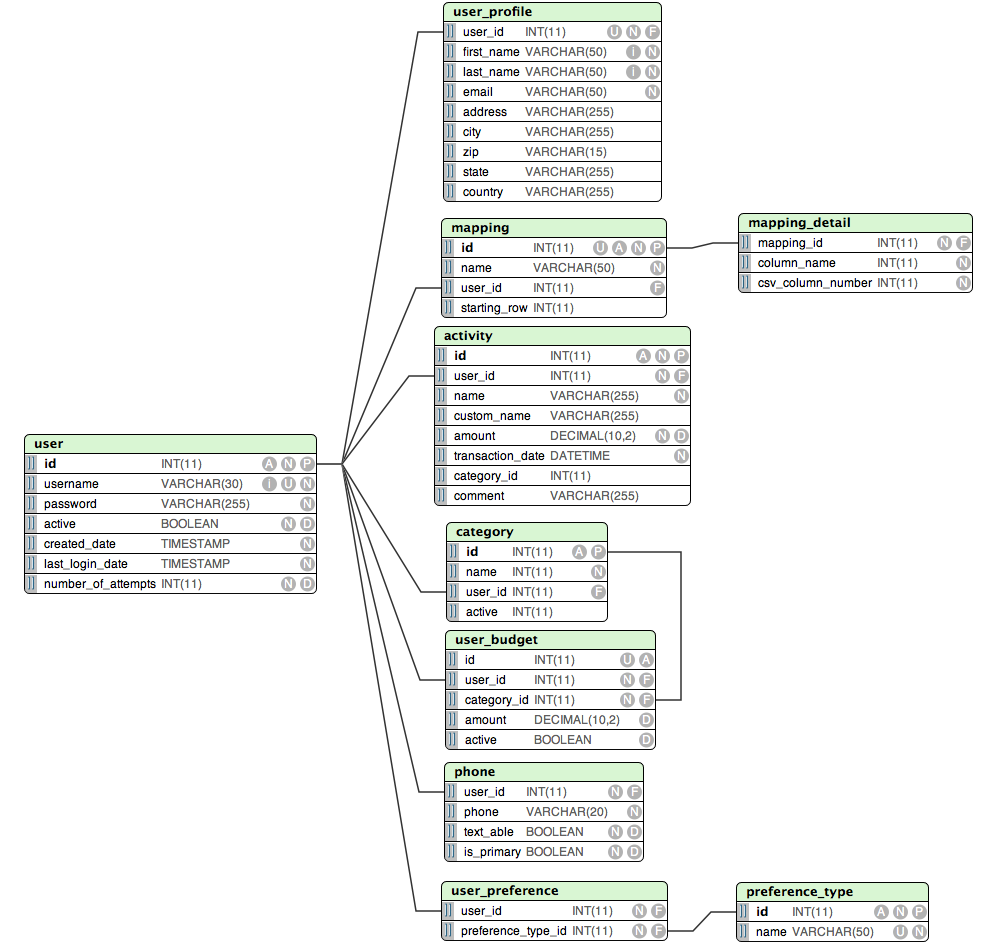 user_profile
user_id INT(11) U N F
first_name VARCHAR(50) i N
last_name VARCHAR(50) i N
email VARCHAR(50) N
address VARCHAR(255)
city VARCHAR(255)
zip VARCHAR(15)
state VARCHAR(255)
country VARCHAR(255)
mapping
id INT(11) U A N P
name VARCHAR(50) N
user_id INT(11) F
starting_row INT(11)
mapping_detail
mapping_id INT(11) N F
column_name INT(11) N
csv_column_number INT(11) N
activity
id INT(11) A N P
user_id INT(11) N F
name VARCHAR(255) N
custom_name VARCHAR(255)
amount DECIMAL(10,2) N D
transaction_date DATETIME N
category_id INT(11)
comment VARCHAR(255)
user
id INT(11) A N P
username VARCHAR(30) i U N
password VARCHAR(255) N
active BOOLEAN N D
created_date TIMESTAMP N
last_login_date TIMESTAMP N
number_of_attempts INT(11) N D
category
id INT(11) A P
name INT(11) N
user_id INT(11) F
active INT(11)
user_budget
id INT(11) U A
user_id INT(11) N F
category_id INT(11) N F
amount DECIMAL(10,2) D
active BOOLEAN D
phone
user_id INT(11) N F
phone VARCHAR(20) N
text_able BOOLEAN N D
is_primary BOOLEAN N D
user_preference
user_id INT(11) N F
preference_type_id INT(11) N F
preference_type
id INT(11) A N P
name VARCHAR(50) U N